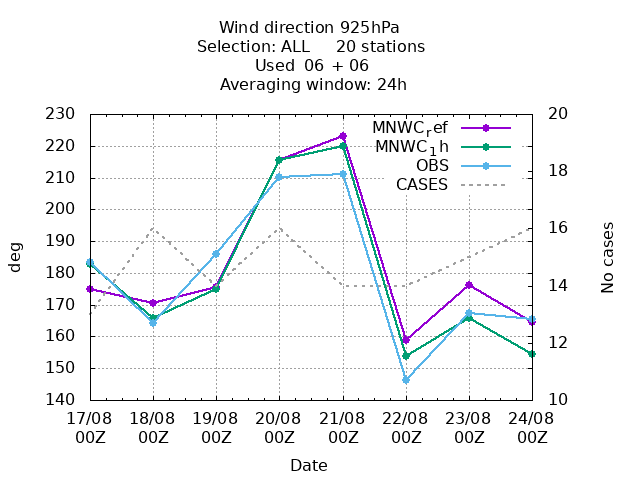 Wind direction 925hPa
Selection: ALL     20 stations
Used  06 + 06
Averaging window: 24h
230
220
210
200
190
180
170
160
150
140
deg
20
18
16
14
12
10
No cases
MNWC_ref
MNWC_1h
OBS
CASES
17/08 18/08 19/08 20/08 21/08 22/08 23/08 24/08
00Z 00Z 00Z 00Z 00Z 00Z 00Z 00Z
Date